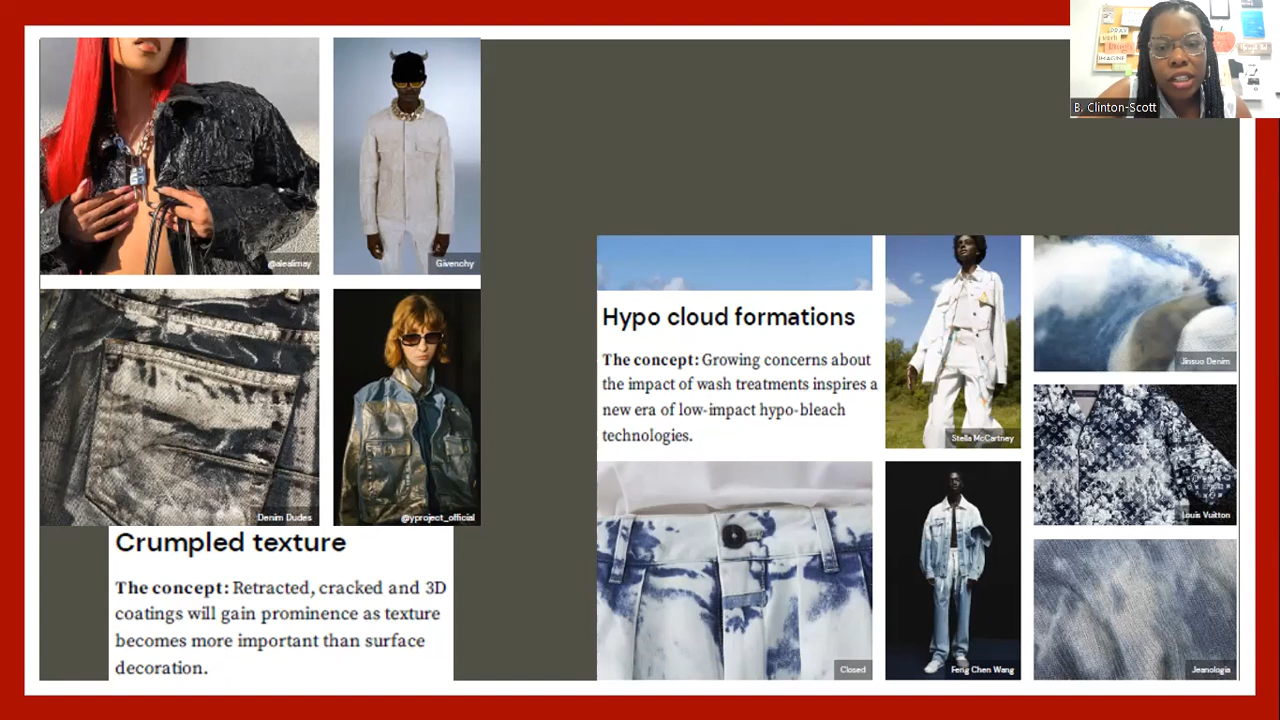 @alealimay
Givenchy
Denim Dudes
@yproject_official
Crumpled texture
The concept: Retracted, cracked and 3D
coatings will gain prominence as texture
becomes more important than surface
decoration.
Hypo cloud formations
The concept: Growing concerns about
the impact of wash treatments inspires a
new era of low-impact hypo-bleach
technologies.
Stella McCartney
Jinsuo Denim
Louis Vuitton
Closed
Feng Chen Wang
Jeanologia
SPRAY
IMAGINE
B. Clinton-Scott